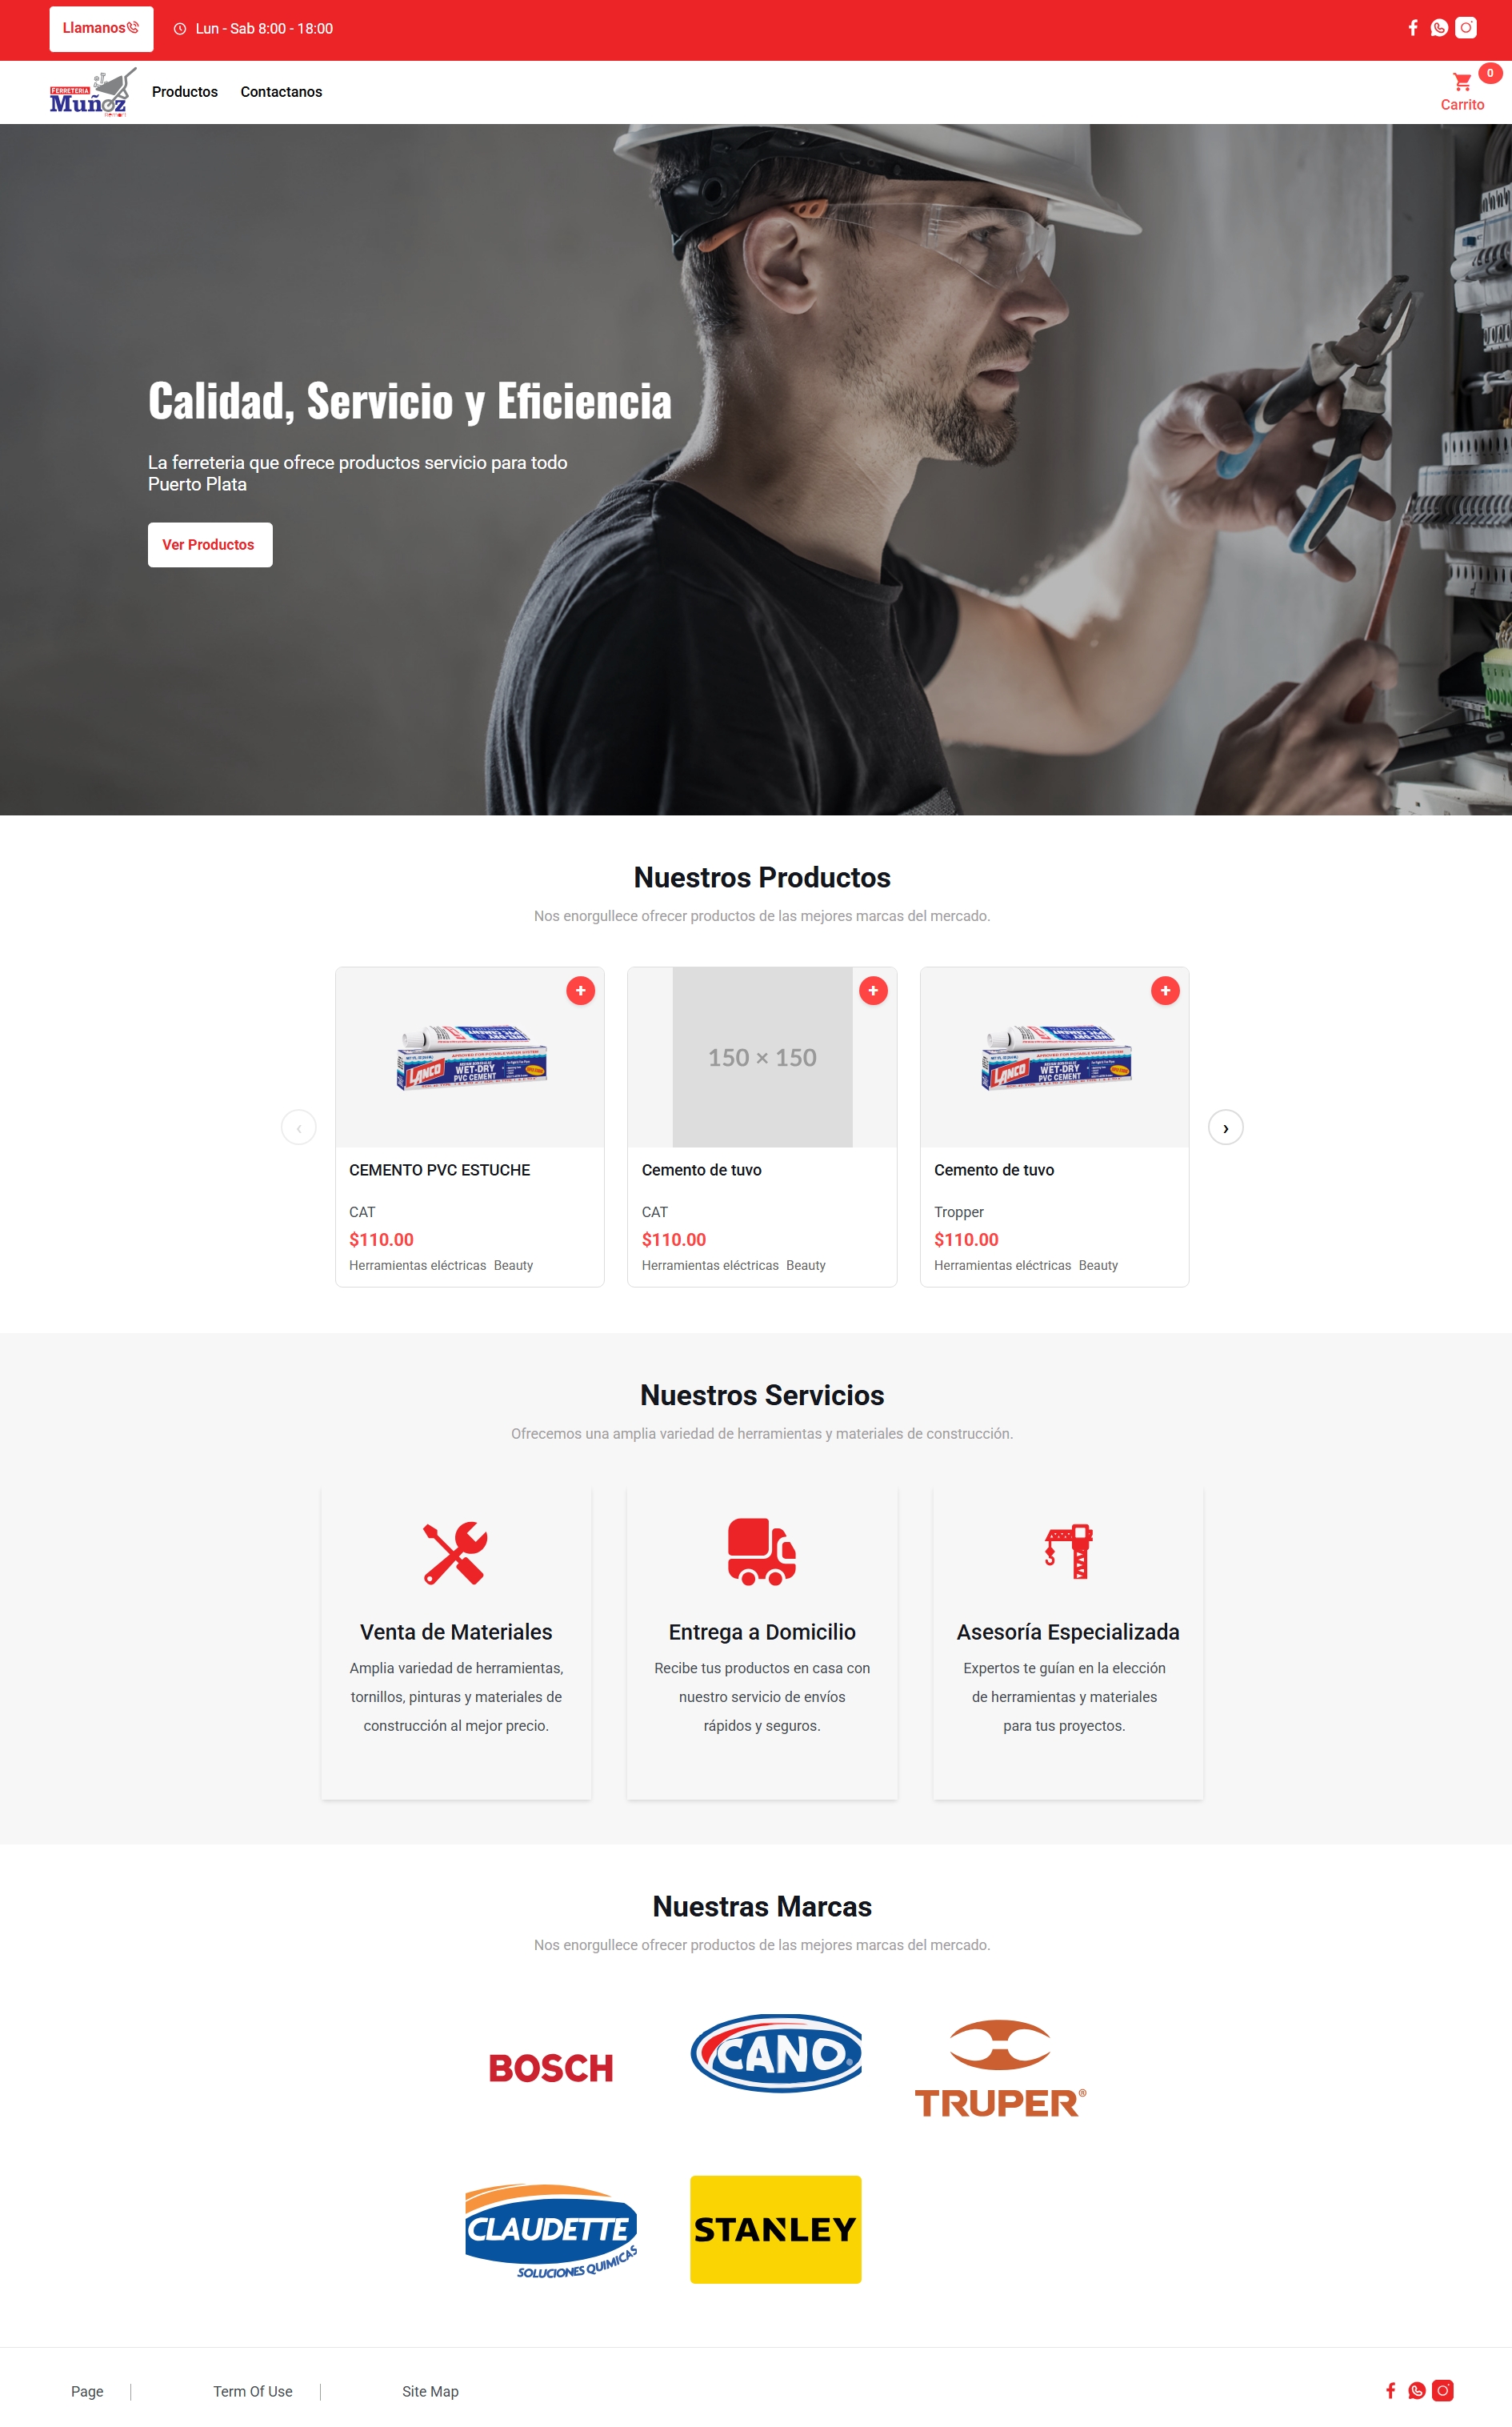 Llamanos
Lun - Sab 8:00 - 18:00
FERRETERIA
Muñoz
Productos
Contactanos
0
Carrito
Calidad, Servicio y Eficiencia
La ferreteria que ofrece productos servicio para todo
Puerto Plata
Ver Productos
Nuestros Productos
Nos enorgullece ofrecer productos de las mejores marcas del mercado.
+
+
+
LANCO
WET-DRY
PVC CEMENT
150 × 150
LANCO
WET-DRY
PVC CEMENT
‹
›
CEMENTO PVC ESTUCHE
CAT
$110.00
Herramientas eléctricas Beauty
Cemento de tuvo
CAT
$110.00
Herramientas eléctricas Beauty
Cemento de tuvo
Tropper
$110.00
Herramientas eléctricas Beauty
Nuestros Servicios
Ofrecemos una amplia variedad de herramientas y materiales de construcción.
Venta de Materiales
Amplia variedad de herramientas,
tornillos, pinturas y materiales de
construcción al mejor precio.
Entrega a Domicilio
Recibe tus productos en casa con
nuestro servicio de envíos
rápidos y seguros.
Asesoría Especializada
Expertos te guían en la elección
de herramientas y materiales
para tus proyectos.
Nuestras Marcas
Nos enorgullece ofrecer productos de las mejores marcas del mercado.
BOSCH
CANO®
TRUPER®
CLAUDETTE
SOLUCIONES QUIMICAS
STANLEY
Page
Term Of Use
Site Map